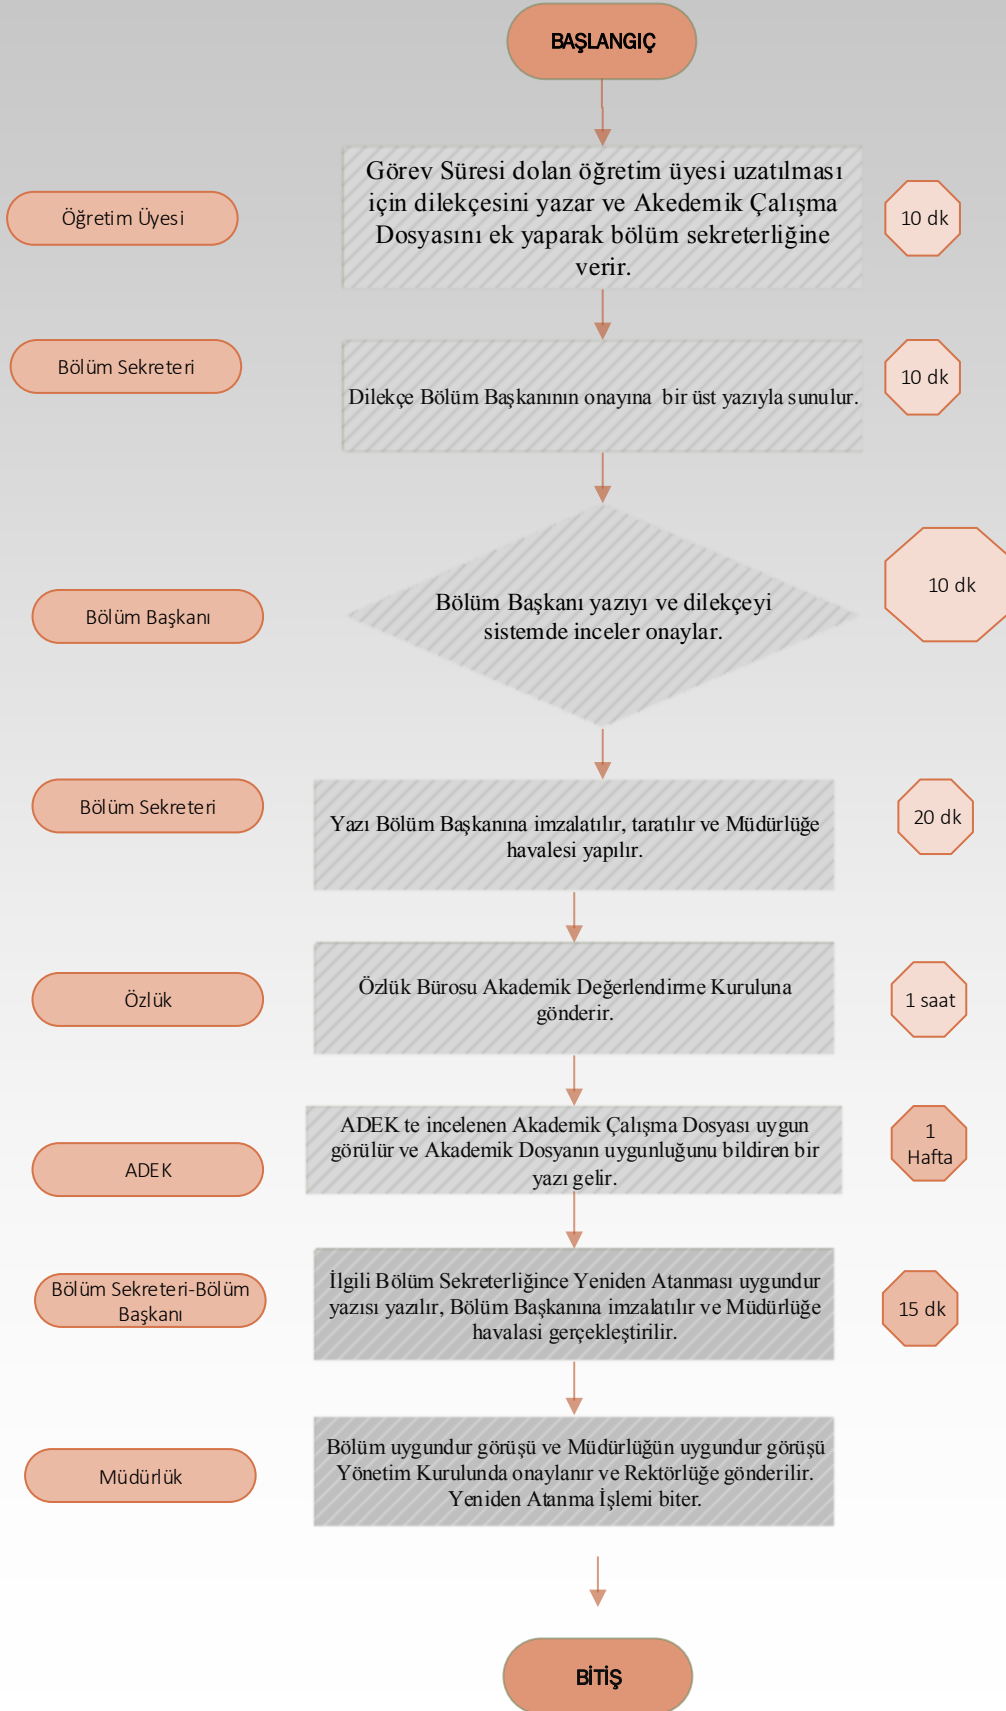 BAŞLANGIÇ
Öğretim Üyesi
Görev Süresi dolan öğretim üyesi uzatılması
için dilekçesini yazar ve Akedemik Çalışma
Dosyasını ek yaparak bölüm sekreterliğine
verir.
10 dk
Bölüm Sekreteri
Dilekçe Bölüm Başkanının onayına bir üst yazıyla sunulur.
10 dk
Bölüm Başkanı
Bölüm Başkanı yazıyı ve dilekçeyi
sistemde inceler onaylar.
10 dk
Bölüm Sekreteri
Yazı Bölüm Başkanına imzalatılır, taratılır ve Müdürlüğe
havalesi yapılır.
20 dk
Özlük
Özlük Bürosu Akademik Değerlendirme Kuruluna
gönderir.
1 saat
ADEK
ADEK te incelenen Akademik Çalışma Dosyası uygun
görülür ve Akademik Dosyanın uygunluğunu bildiren bir
yazı gelir.
1
Hafta
Bölüm Sekreteri-Bölüm
Başkanı
İlgili Bölüm Sekreterliğince Yeniden Atanması uygundur
yazısı yazılır, Bölüm Başkanına imzalatılır ve Müdürlüğe
havalasi gerçekleştirilir.
15 dk
Müdürlük
Bölüm uygundur görüşü ve Müdürlüğün uygundur görüşü
Yönetim Kurulunda onaylanır ve Rektörlüğe gönderilir.
Yeniden Atanma İşlemi biter.
BİTİŞ